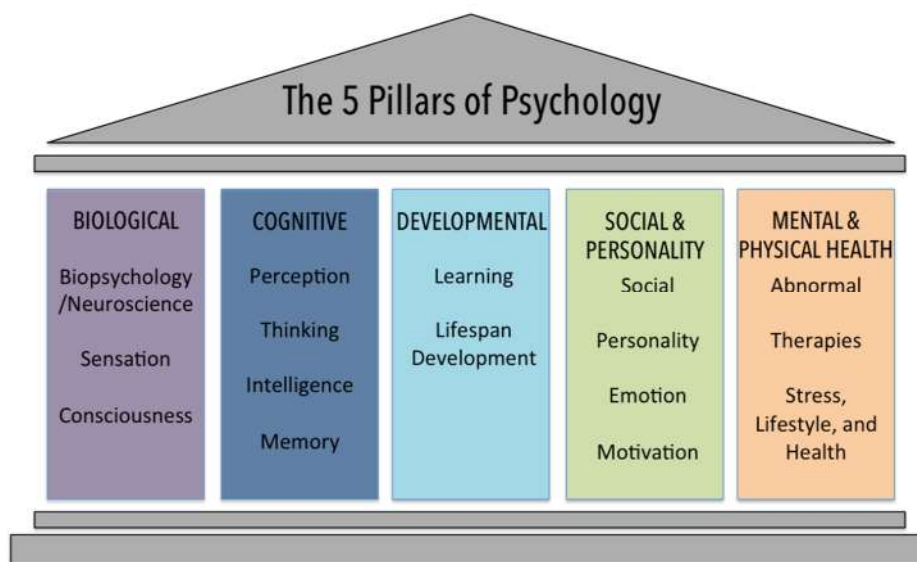 The 5 Pillars of Psychology
BIOLOGICAL
Biopsychology
/Neuroscience
Sensation
Consciousness
COGNITIVE
Perception
Thinking
Intelligence
Memory
DEVELOPMENTAL
Learning
Lifespan
Development
SOCIAL &
PERSONALITY
Social
Personality
Emotion
Motivation
MENTAL &
PHYSICAL HEALTH
Abnormal
Therapies
Stress,
Lifestyle, and
Health